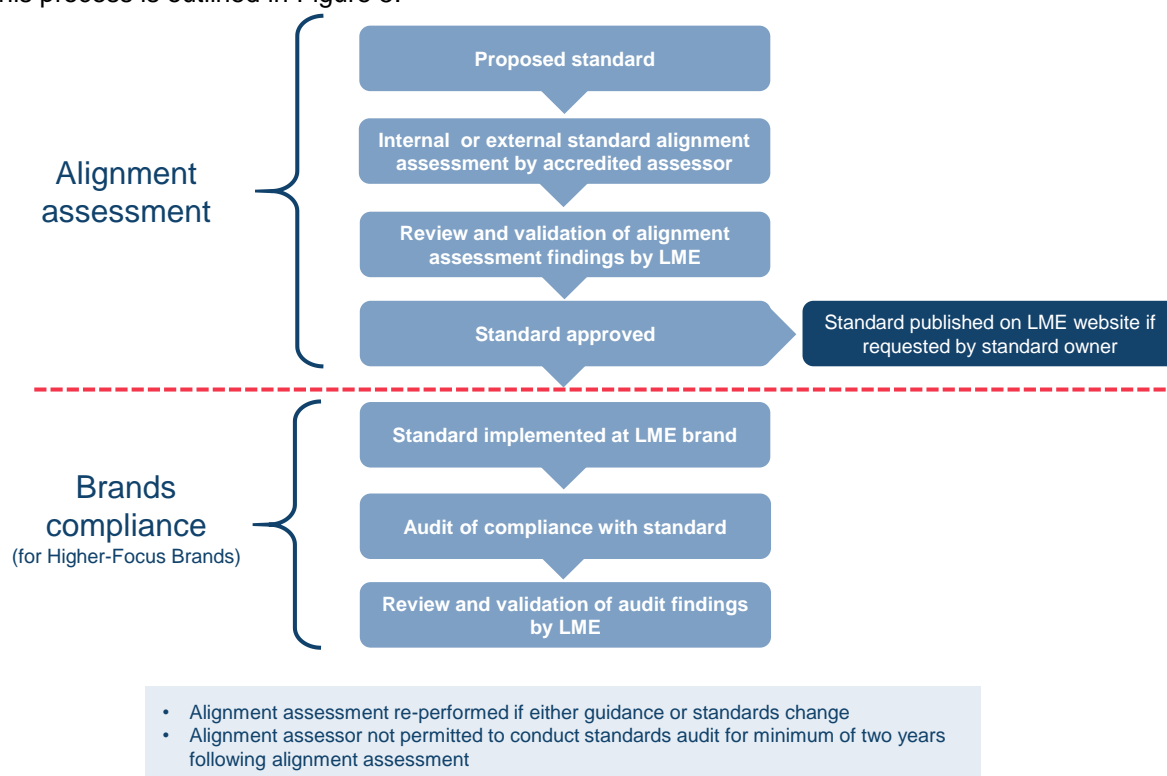 his process is outlined in Figure
Proposed standard
Alignment
assessment
Internal or external standard alignment
assessment by accredited assessor
Review and validation of alignment
assessment findings by LME
Standard approved
Standard published on LME website if
requested by standard owner
Brands
compliance
(for Higher-Focus Brands)
Standard implemented at LME brand
Audit of compliance with standard
Review and validation of audit findings
by LME
• Alignment assessment re-performed if either guidance or standards change
• Alignment assessor not permitted to conduct standards audit for minimum of two years
following alignment assessment